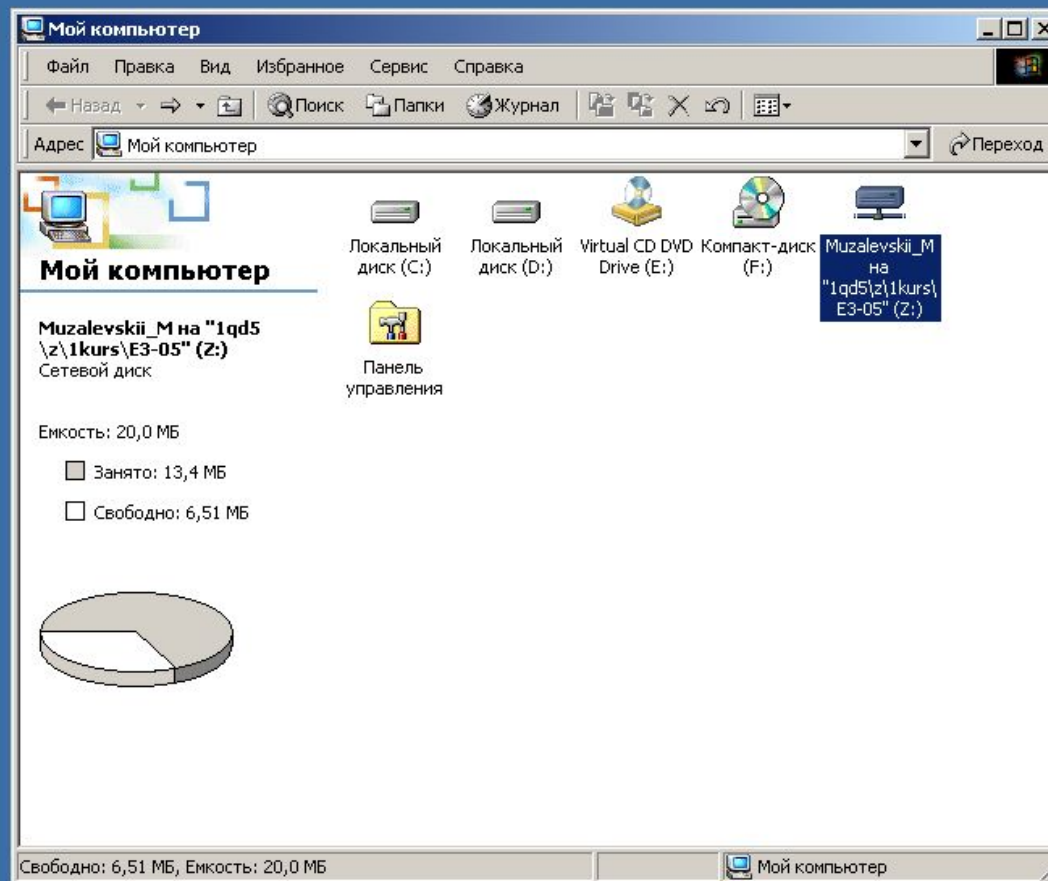 Мой компьютер
Файл Правка Вид Избранное Сервис Справка
Назад Поиск Папки Журнал
Адрес Мой компьютер Переход
Мой компьютер
Muzalevskii_M на "1qd5
\z\1kurs\E3-05" (Z:)
Сетевой диск
Емкость: 20,0 МБ
Занято: 13,4 МБ
Свободно: 6,51 МБ
Локальный
диск (C:)
Локальный
диск (D:)
Virtual CD DVD
Drive (E:)
Компакт-диск
(F:)
Muzalevskii_M
на
"1qd5\z\1kurs\
E3-05" (Z:)
Панель
управления
Свободно: 6,51 МБ, Емкость: 20,0 МБ
Мой компьютер